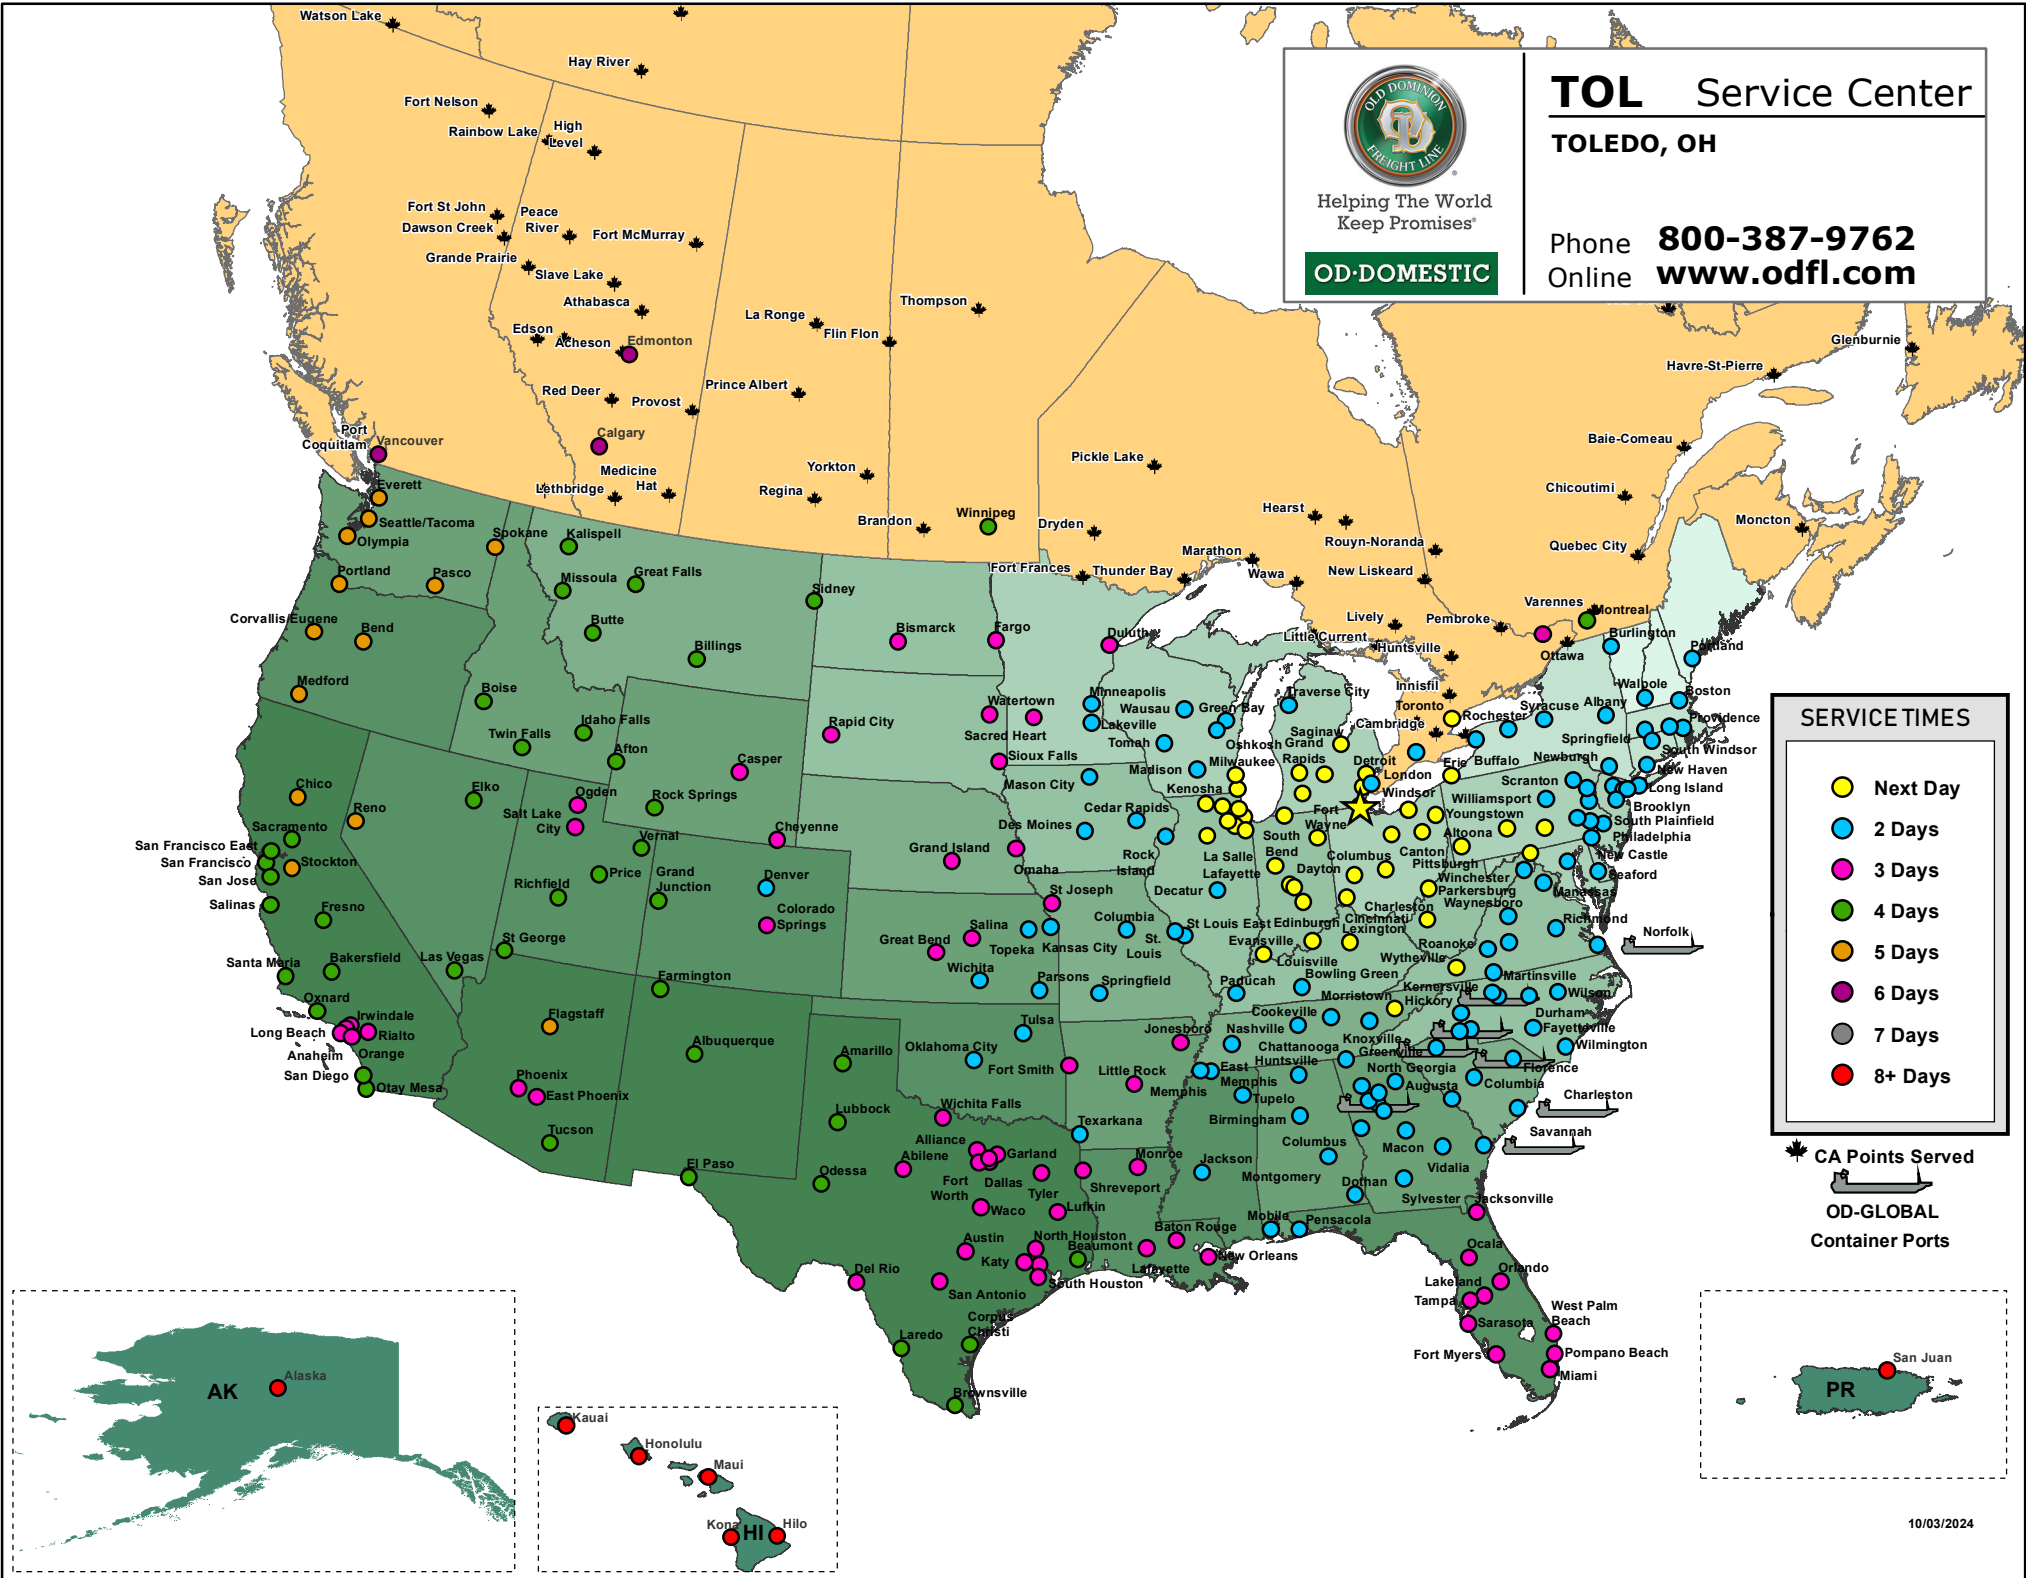 TOL Service Center
TOLEDO, OH
Phone 800-387-9762
Online www.odfl.com
OLD DOMINION
FREIGHT LINE
Helping The World
Keep Promises®
OD·DOMESTIC
Watson Lake
Hay River
Fort Nelson
Rainbow Lake
High
Level
Fort St John
Dawson Creek
Peace
River
Fort McMurray
Grande Prairie
Slave Lake
Athabasca
Edson
Acheson
Edmonton
La Ronge
Flin Flon
Thompson
Red Deer
Provost
Prince Albert
Port
Coquitlam
Vancouver
Calgary
Medicine
Hat
Lethbridge
Yorkton
Regina
Brandon
Winnipeg
Dryden
Pickle Lake
Fort Frances
Thunder Bay
Marathon
Wawa
Hearst
Rouyn-Noranda
New Liskeard
Lively
Little Current
Pembroke
Huntsville
Ottawa
Varennes
Montreal
Innisfil
Toronto
Cambridge
Glenburnie
Havre-St-Pierre
Baie-Comeau
Chicoutimi
Quebec City
Moncton
Everett
Seattle/Tacoma
Olympia
Spokane
Portland
Pasco
Corvallis/Eugene
Bend
Medford
Kalispell
Missoula
Great Falls
Butte
Billings
Sidney
Boise
Twin Falls
Idaho Falls
Afton
Casper
Rock Springs
Cheyenne
Chico
Reno
Elko
Sacramento
San Francisco East
San Francisco
Stockton
San Jose
Salinas
Fresno
Santa Maria
Bakersfield
Oxnard
Irwindale
Long Beach
Rialto
Anaheim
Orange
San Diego
Otay Mesa
Las Vegas
Ogden
Salt Lake
City
Vernal
Price
Richfield
St George
Grand
Junction
Denver
Colorado
Springs
Farmington
Flagstaff
Albuquerque
Phoenix
East Phoenix
Tucson
El Paso
Bismarck
Fargo
Duluth
Rapid City
Watertown
Sacred Heart
Sioux Falls
Minneapolis
Lakeville
Wausau
Green Bay
Tomah
Oshkosh
Madison
Milwaukee
Kenosha
Mason City
Cedar Rapids
Des Moines
Rock
Island
Grand Island
Omaha
St Joseph
Salina
Great Bend
Topeka
Kansas City
Wichita
Parsons
Columbia
St.
Louis
St Louis East
Springfield
Decatur
La Salle
Lafayette
South
Bend
Fort
Wayne
Traverse City
Saginaw
Grand
Rapids
Detroit
London
Windsor
Erie
Buffalo
Rochester
Syracuse
Albany
Burlington
Portland
Walpole
Boston
Providence
Springfield
South Windsor
Newburgh
New Haven
Long Island
Scranton
Brooklyn
Williamsport
South Plainfield
Philadelphia
Youngstown
Altoona
New Castle
Seaford
Canton
Pittsburgh
Columbus
Dayton
Winchester
Parkersburg
Manassas
Waynesboro
Charleston
Richmond
Norfolk
Edinburgh
Cincinnati
Lexington
Evansville
Louisville
Roanoke
Wytheville
Martinsville
Bowling Green
Paducah
Kernersville
Hickory
Wilson
Durham
Fayetteville
Wilmington
Morristown
Cookeville
Nashville
Knoxville
Chattanooga
Greenville
Florence
Huntsville
North Georgia
Augusta
Columbia
Charleston
Savannah
Jonesboro
Little Rock
Memphis
East
Memphis
Tupelo
Birmingham
Columbus
Macon
Vidalia
Montgomery
Dothan
Sylvester
Jackson
Tulsa
Oklahoma City
Fort Smith
Amarillo
Lubbock
Wichita Falls
Texarkana
Alliance
Abilene
Garland
Fort
Worth
Dallas
Tyler
Odessa
Waco
Lufkin
Monroe
Shreveport
Austin
North Houston
Katy
Beaumont
South Houston
Del Rio
San Antonio
Corpus
Christi
Laredo
Brownsville
Baton Rouge
Lafayette
New Orleans
Mobile
Pensacola
Jacksonville
Ocala
Orlando
Lakeland
Tampa
Sarasota
West Palm
Beach
Fort Myers
Pompano Beach
Miami
SERVICE TIMES
Next Day
2 Days
3 Days
4 Days
5 Days
6 Days
7 Days
8+ Days
CA Points Served
OD-GLOBAL
Container Ports
AK
Alaska
Kauai
Honolulu
Maui
Kona
HI
Hilo
San Juan
PR
10/03/2024